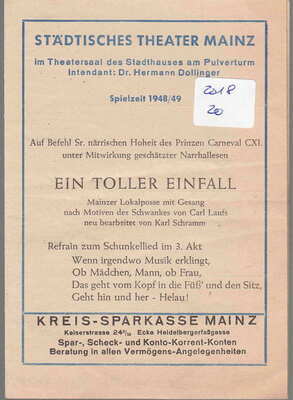 STÄDTISCHES THEATER MAINZ
im Theatersaal des Stadthauses am Pulverturm
Intendant: Dr. Hermann Dollinger
2018
20
Spielzeit 1948/49
Auf Befehl Sr. närrischen Hoheit des Prinzen Carneval CXI.
unter Mitwirkung geschätzter Narrhallesen
EIN TOLLER EINFALL
Mainzer Lokalposse mit Gesang
nach Motiven des Schwankes von Carl Laufs
neu bearbeitet von Karl Schramm
Refrain zum Schunkellied im 3. Akt
Wenn irgendwo Musik erklingt,
Ob Mädchen, Mann, ob Frau,
Das geht vom Kopf in die Füß' und den Sitz,
Geht hin und her - Helau!
KREIS-SPARKASSE MAINZ
Kaiserstrasse Ecke Heidelbergerfaßgasse
Spar-, Scheck- und Konto-Korrent-Konten
Beratung in allen Vermögens-Angelegenheiten